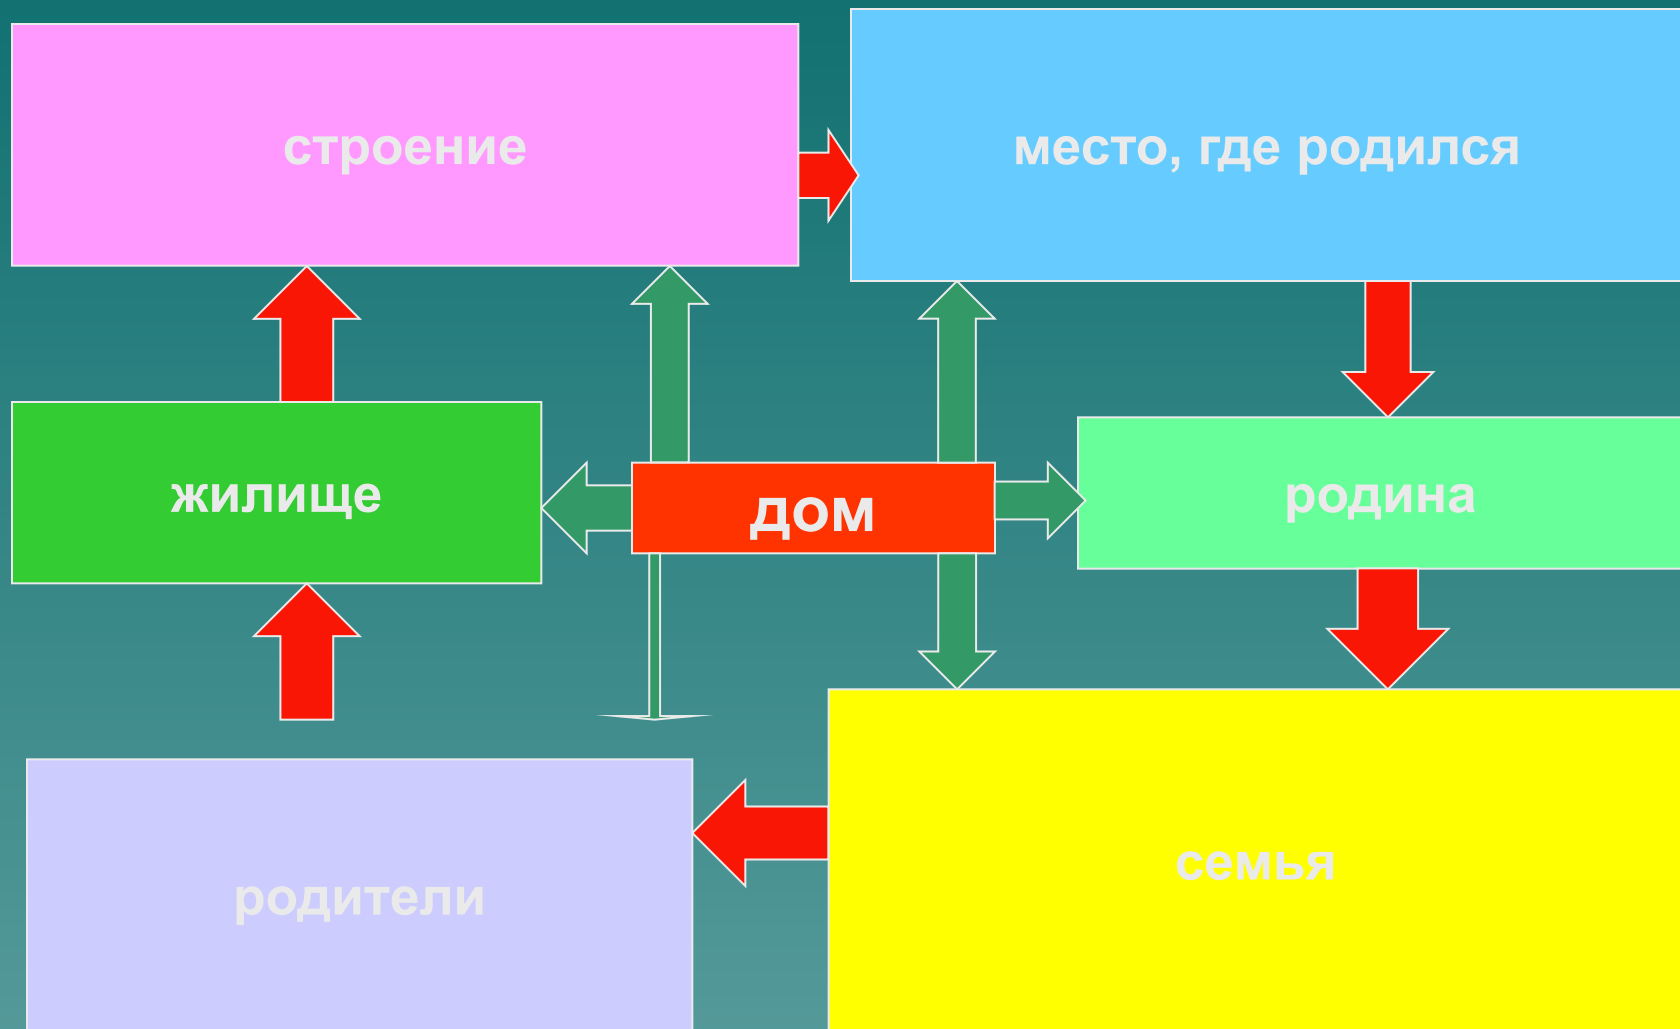 строение
место, где родился
жилище
дом
родина
родители
семья